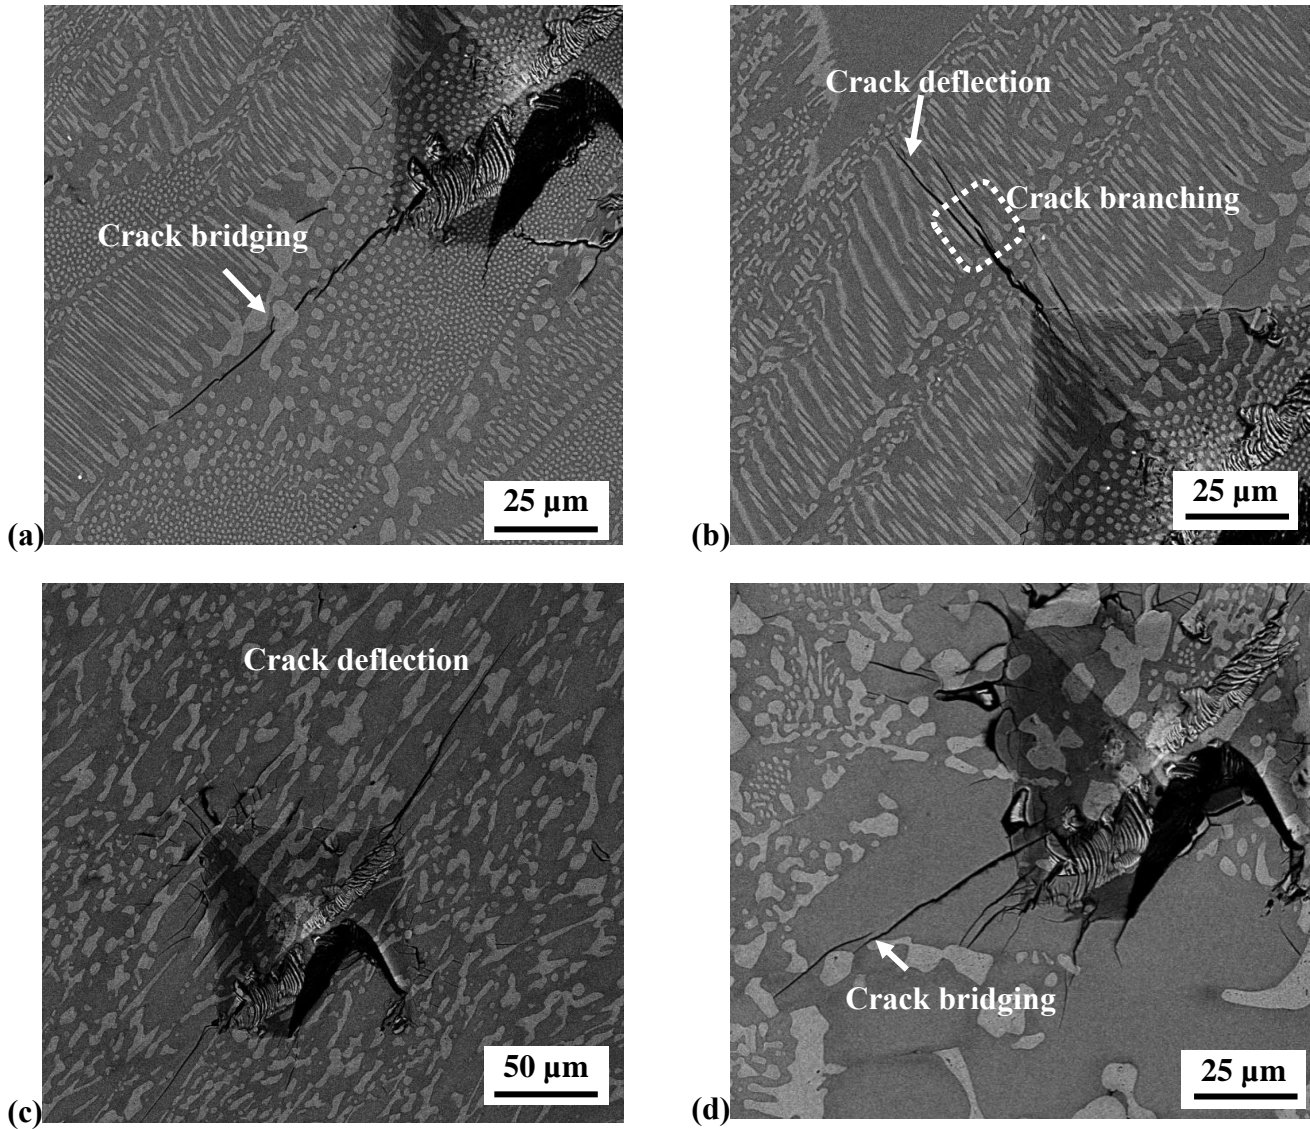 Crack bridging
25 µm
(a)
Crack deflection
Crack branching
25 µm
(b)
Crack deflection
50 µm
(c)
Crack bridging
25 µm
(d)